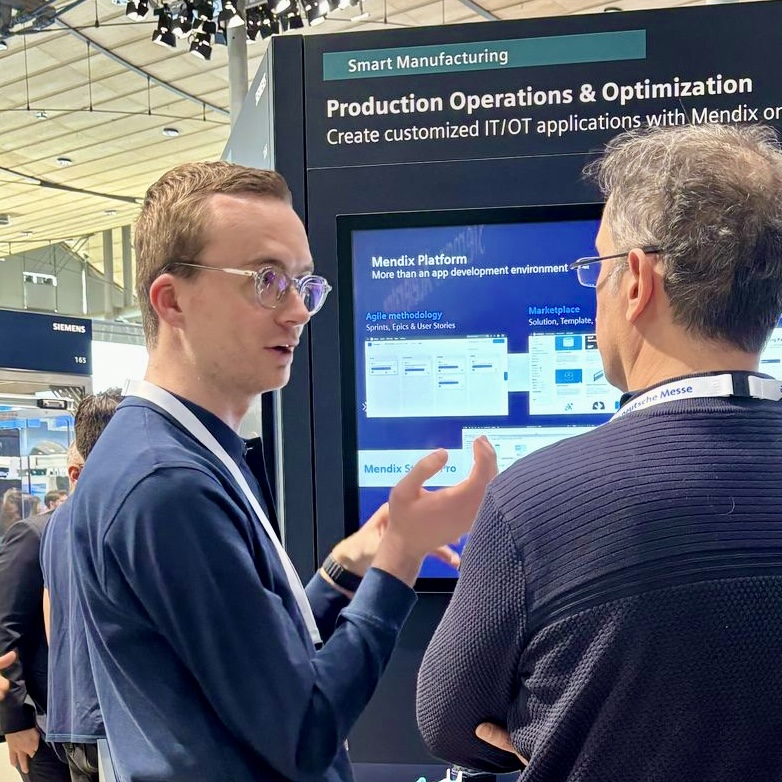 Smart Manufacturing
Production Operations & Optimization
Create customized IT/OT applications with Mendix on
Mendix Platform
More than an app development environment
Agile methodology
Sprints, Epics & User Stories
Marketplace
Solution, Template,
Mendix
SIEMENS
165
Deutsche Messe